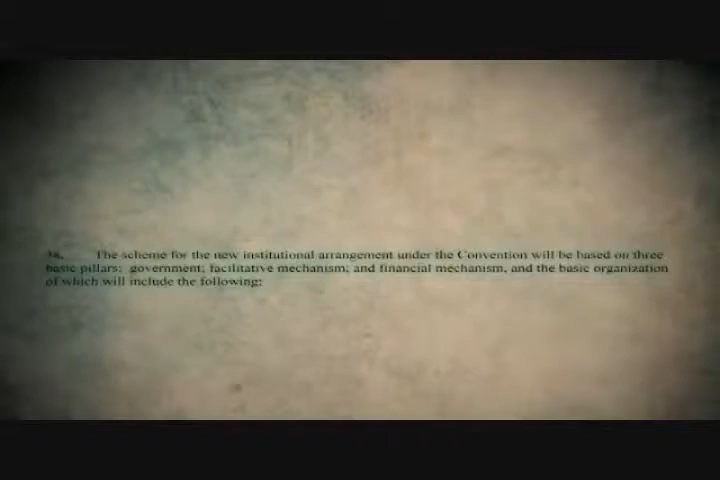 38. The scheme for the new institutional arrangement under the Convention will be based on three
basic pillars: government; facilitative mechanism; and financial mechanism, and the basic organization
of which will include the following: